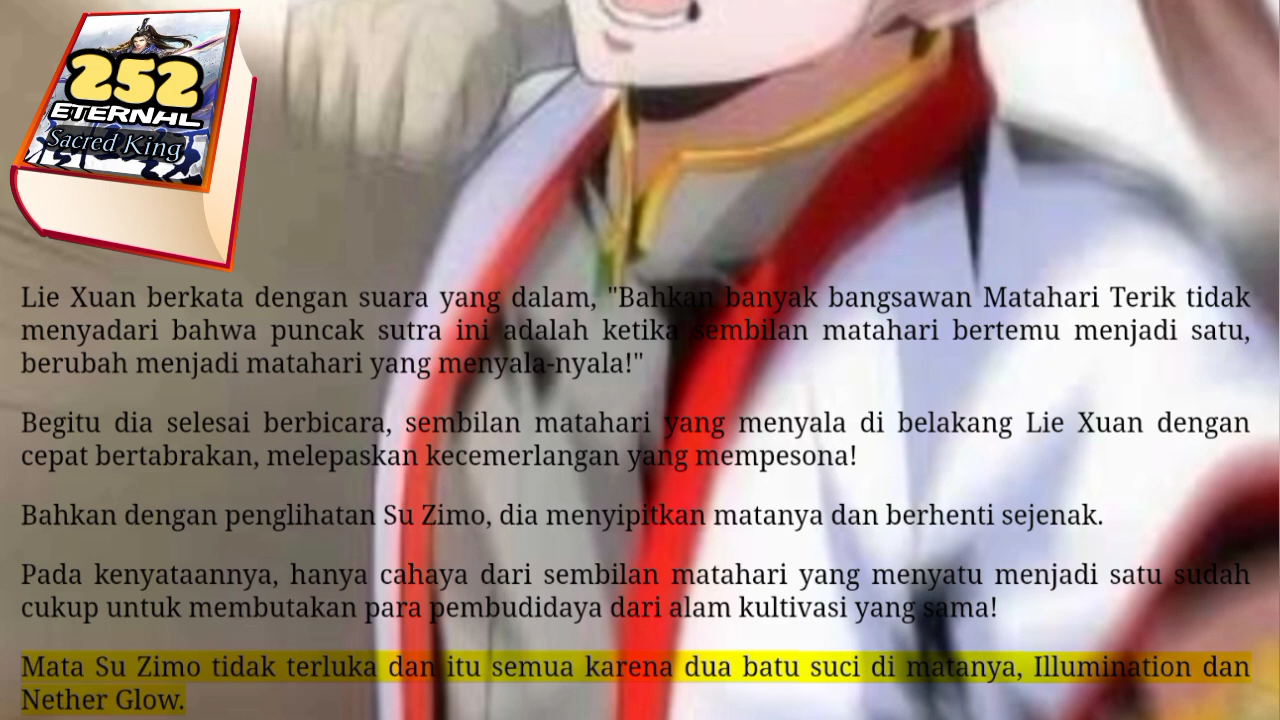 252
ETERNAL
Sacred King
Lie Xuan berkata dengan suara yang dalam, "Bahkan banyak bangsawan Matahari Terik tidak
menyadari bahwa puncak sutra ini adalah ketika sembilan matahari bertemu menjadi satu,
berubah menjadi matahari yang menyala-nyala!"
Begitu dia selesai berbicara, sembilan matahari yang menyala di belakang Lie Xuan dengan
cepat bertabrakan, melepaskan kecemerlangan yang mempesona!
Bahkan dengan penglihatan Su Zimo, dia menyipitkan matanya dan berhenti sejenak.
Pada kenyataannya, hanya cahaya dari sembilan matahari yang menyatu menjadi satu sudah
cukup untuk membutakan para pembudidaya dari alam kultivasi yang sama!
Mata Su Zimo tidak terluka dan itu semua karena dua batu suci di matanya, Illumination dan
Nether Glow.